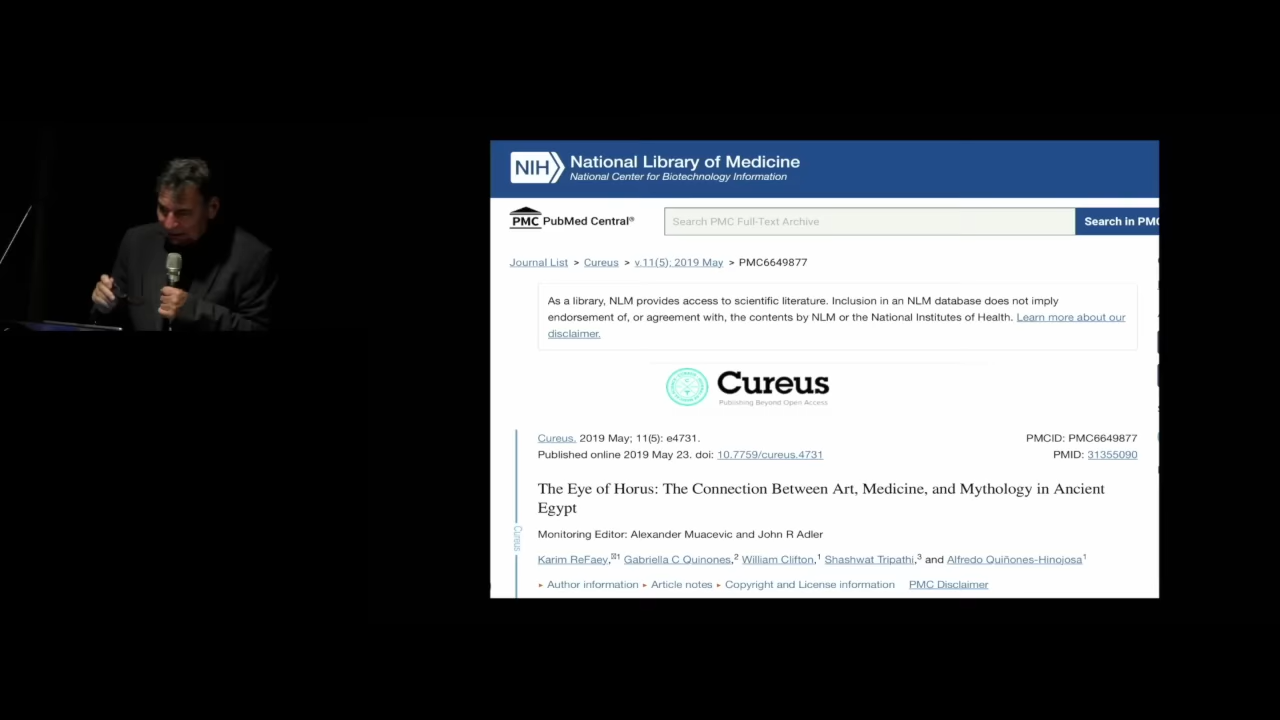 NIH National Library of Medicine
National Center for Biotechnology Information
PMC PubMed Central®
Search PMC Full-Text Archive
Search in PMC
Journal List > Cureus > v.11(5); 2019 May > PMC6649877
As a library, NLM provides access to scientific literature. Inclusion in an NLM database does not imply
endorsement of, or agreement with, the contents by NLM or the National Institutes of Health. Learn more about our
disclaimer.
Cureus
Publishing Beyond Open Access
Cureus. 2019 May; 11(5): e4731.
PMCID: PMC6649877
Published online 2019 May 23. doi: 10.7759/cureus.4731
PMID: 31355090
The Eye of Horus: The Connection Between Art, Medicine, and Mythology in Ancient
Egypt
Monitoring Editor: Alexander Muacevic and John R Adler
Karim ReFaey,✉1 Gabriella C Quinones,2 William Clifton,1 Shashwat Tripathi,3 and Alfredo Quiñones-Hinojosa1
▸ Author information ▸ Article notes ▸ Copyright and License information PMC Disclaimer
Cureus